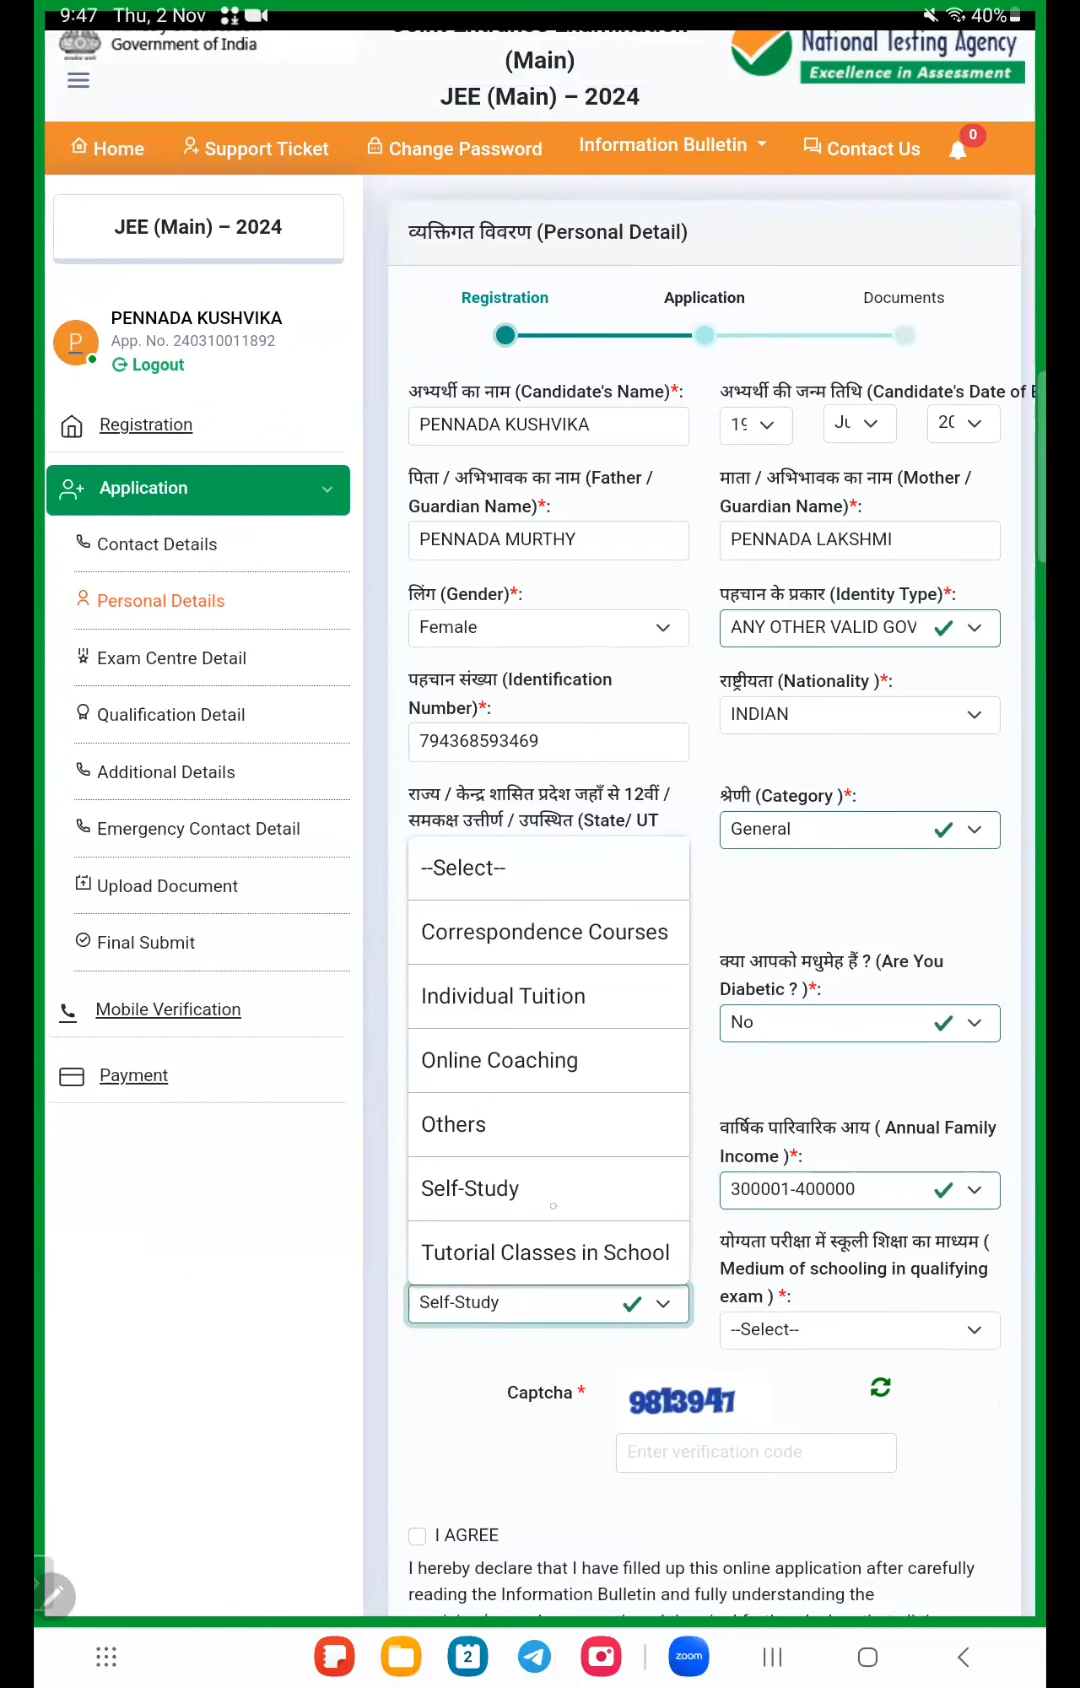 9:47 Thu, 2 Nov
40%
Government of India
(Main)
JEE (Main) – 2024
National Testing Agency
Excellence in Assessment
Home
Support Ticket
Change Password
Information Bulletin
Contact Us
0
JEE (Main) – 2024
P
PENNADA KUSHVIKA
App. No. 240310011892
Logout
Registration
Application
Contact Details
Personal Details
Exam Centre Detail
Qualification Detail
Additional Details
Emergency Contact Detail
Upload Document
Final Submit
Mobile Verification
Payment
व्यक्तिगत विवरण (Personal Detail)
Registration
Application
Documents
अभ्यर्थी का नाम (Candidate's Name)*:
PENNADA KUSHVIKA
अभ्यर्थी की जन्म तिथि (Candidate's Date of
19
Ju
20
पिता / अभिभावक का नाम (Father /
Guardian Name)*:
PENNADA MURTHY
माता / अभिभावक का नाम (Mother /
Guardian Name)*:
PENNADA LAKSHMI
लिंग (Gender)*:
Female
पहचान के प्रकार (Identity Type)*:
ANY OTHER VALID GOV
पहचान संख्या (Identification
Number)*:
794368593469
राष्ट्रीयता (Nationality )*:
INDIAN
राज्य / केन्द्र शासित प्रदेश जहाँ से 12वीं /
समकक्ष उत्तीर्ण / उपस्थित (State/ UT
श्रेणी (Category )*:
General
--Select--
Correspondence Courses
Individual Tuition
Online Coaching
Others
Self-Study
Tutorial Classes in School
Self-Study
क्या आपको मधुमेह हैं ? (Are You
Diabetic ? )*:
No
वार्षिक पारिवारिक आय ( Annual Family
Income )*:
300001-400000
योग्यता परीक्षा में स्कूली शिक्षा का माध्यम (
Medium of schooling in qualifying
exam ) *:
--Select--
Captcha *
9813947
Enter verification code
I AGREE
I hereby declare that I have filled up this online application after carefully
reading the Information Bulletin and fully understanding the
2
zoom